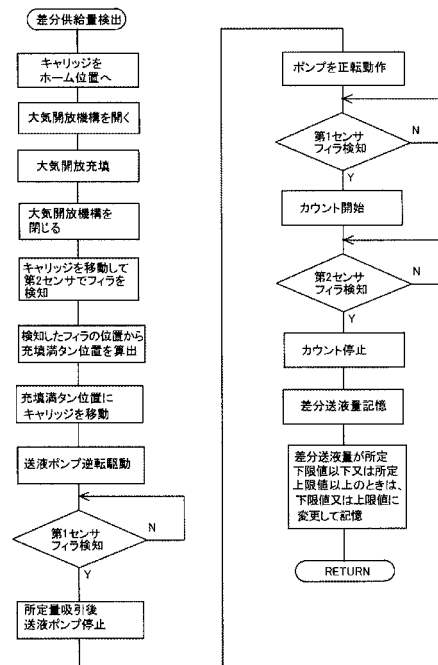 差分供給量検出
キャリッジを
ホーム位置へ
大気開放機構を開く
大気開放充填
大気開放機構を
閉じる
キャリッジを移動して
第2センサでフィラを
検知
検知したフィラの位置から
充填満タン位置を算出
充填満タン位置に
キャリッジを移動
送液ポンプ逆転駆動
第1センサ
フィラ検知
N
Y
所定量吸引後
送液ポンプ停止
ポンプを正転動作
第1センサ
フィラ検知
N
Y
カウント開始
第2センサ
フィラ検知
N
Y
カウント停止
差分送液量記憶
差分送液量が所定
下限値以下又は所定
上限値以上のときは、
下限値又は上限値に
変更して記憶
RETURN